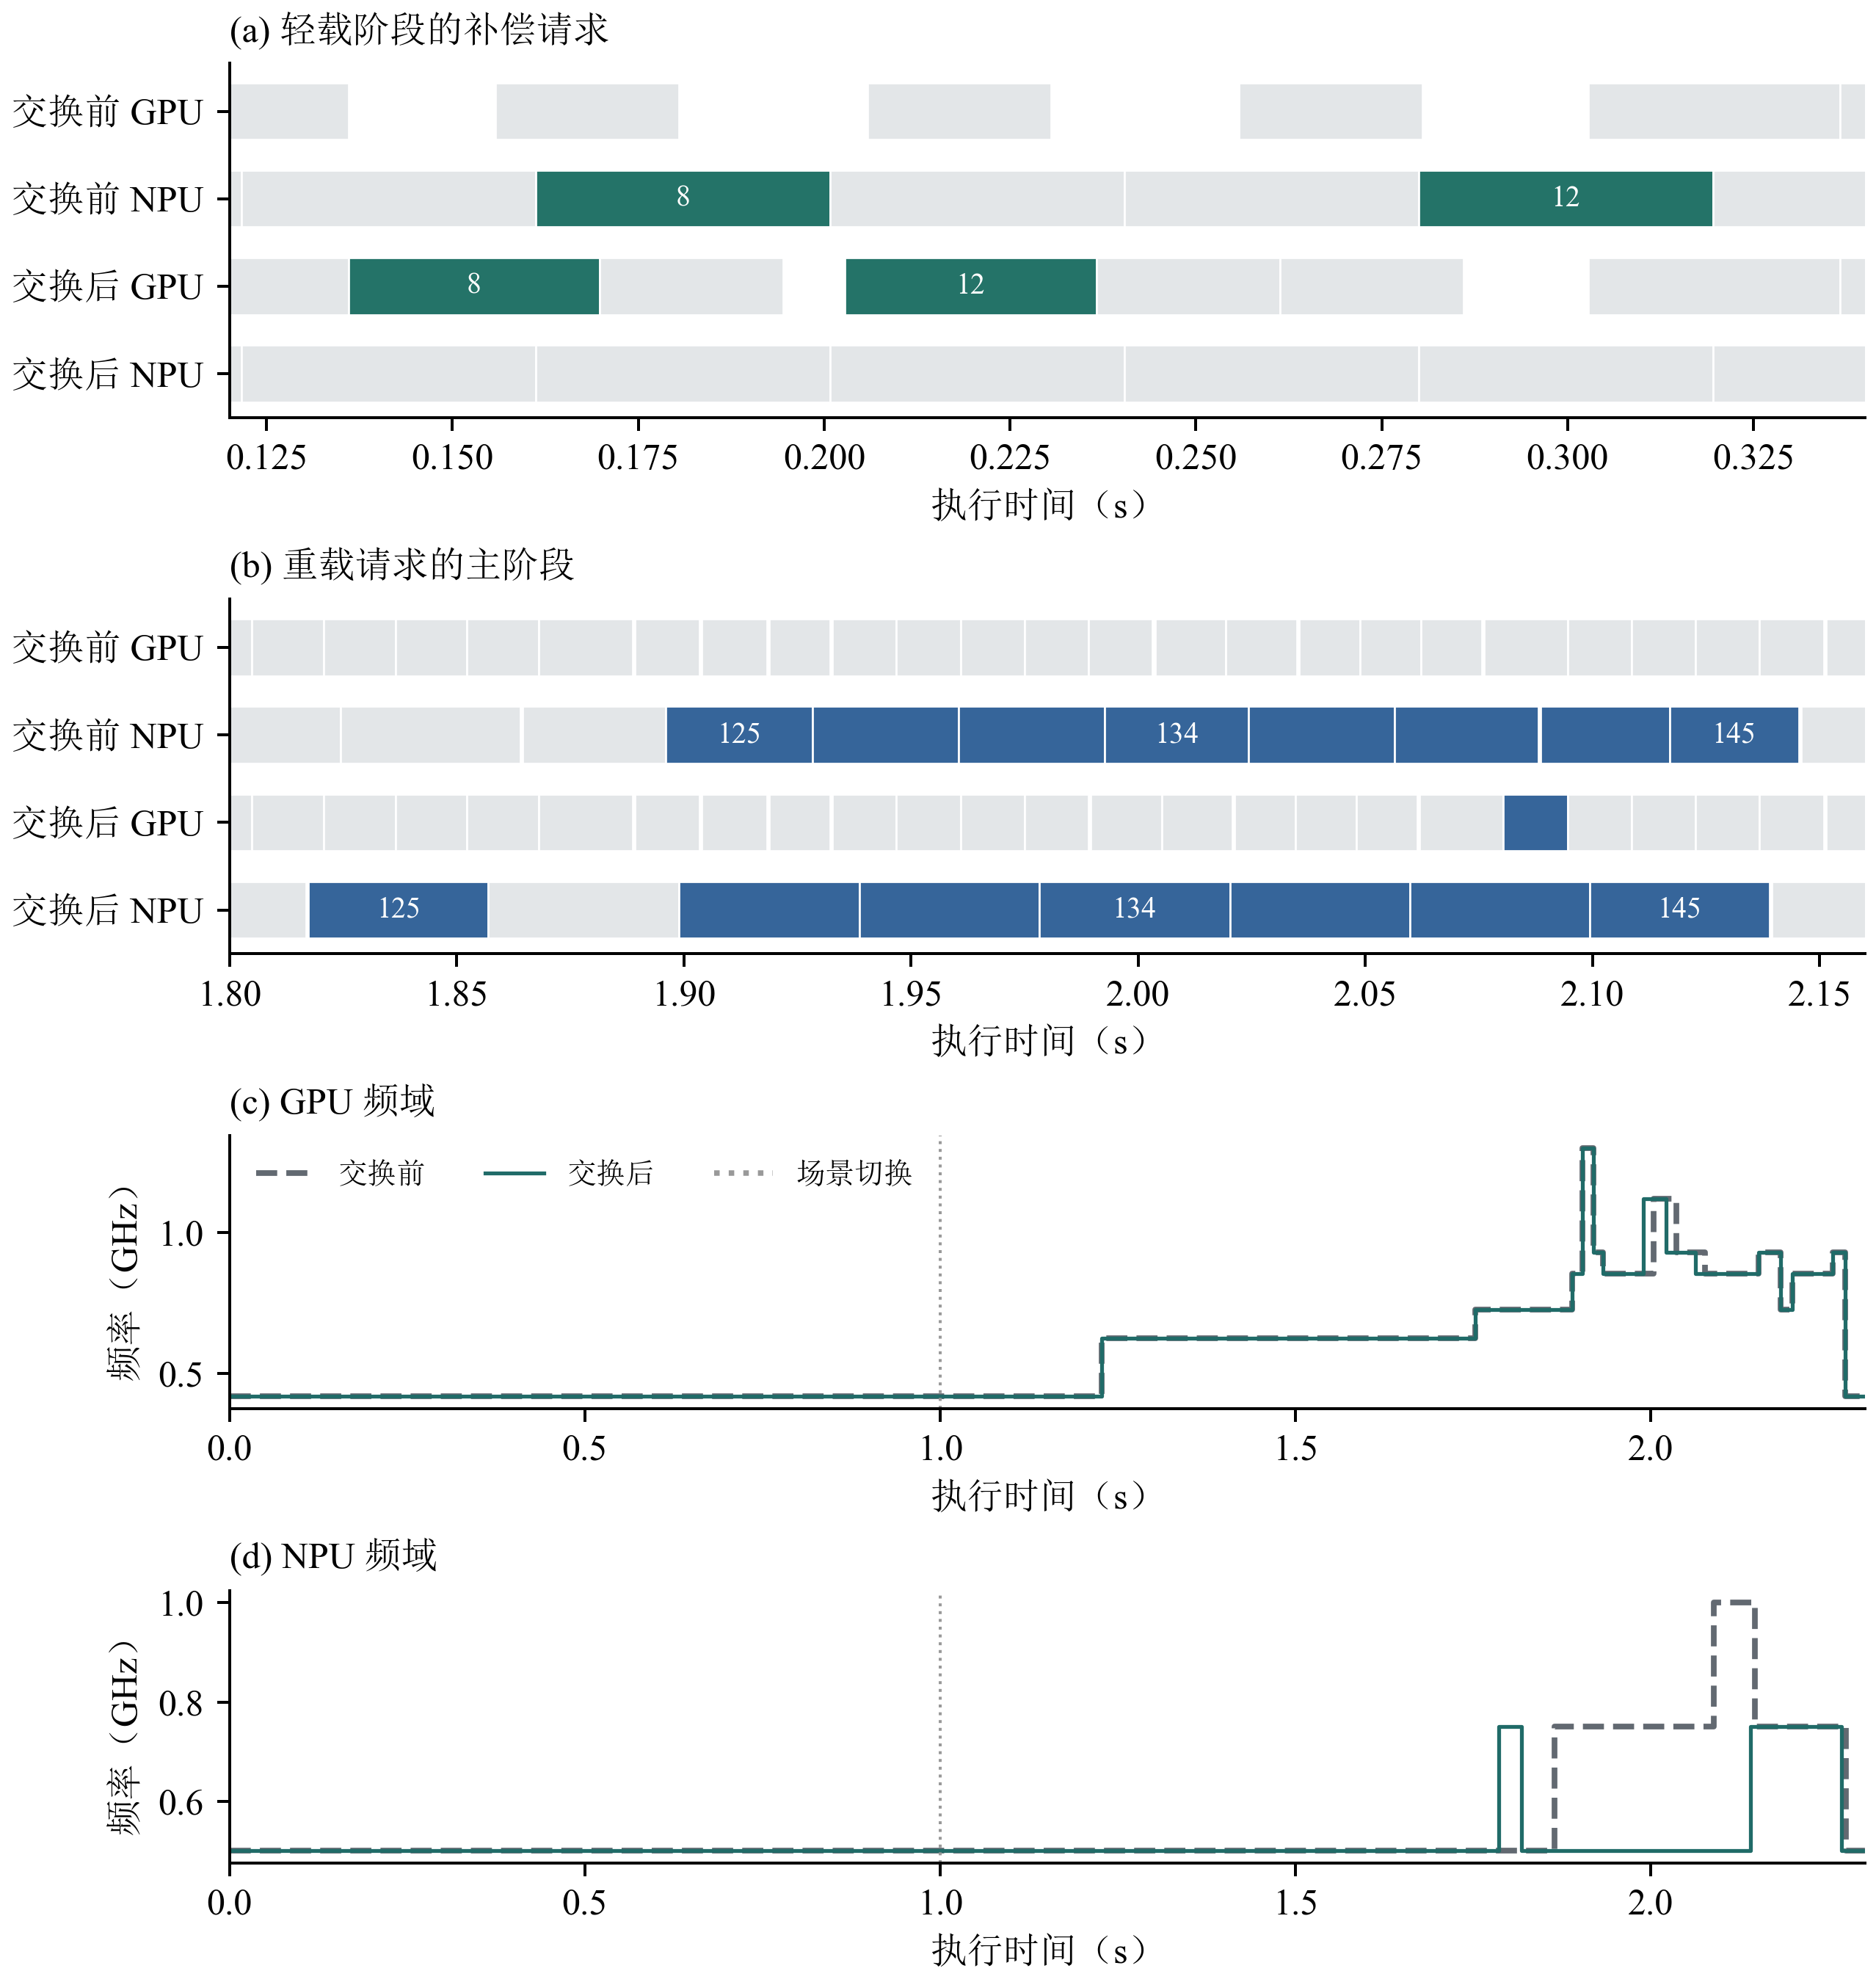 (a) 轻载阶段的补偿请求
交换前 GPU
交换前 NPU
8
12
交换后 GPU
8
12
交换后 NPU
0.125 0.150 0.175 0.200 0.225 0.250 0.275 0.300 0.325
执行时间（s）
(b) 重载请求的主阶段
交换前 GPU
交换前 NPU
125
134
145
交换后 GPU
交换后 NPU
125
134
145
1.80 1.85 1.90 1.95 2.00 2.05 2.10 2.15
执行时间（s）
(c) GPU 频域
交换前
交换后
场景切换
频率（GHz）
1.0
0.5
0.0 0.5 1.0 1.5 2.0
执行时间（s）
(d) NPU 频域
频率（GHz）
1.0
0.8
0.6
0.0 0.5 1.0 1.5 2.0
执行时间（s）